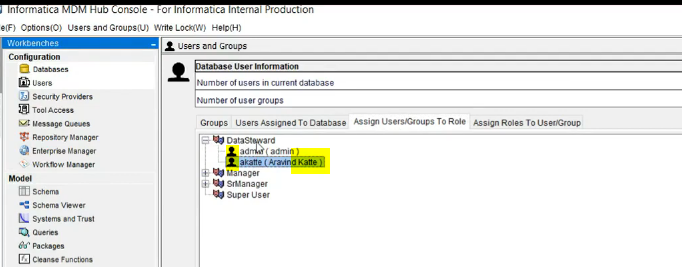 Informatica MDM Hub Console - For Informatica Internal Production
e(F) Options(O) Users and Groups(U) Write Lock(W) Help(H)
Workbenches
Configuration
Databases
Users
Security Providers
Tool Access
Message Queues
Repository Manager
Enterprise Manager
Workflow Manager
Model
Schema
Schema Viewer
Systems and Trust
Queries
Packages
Cleanse Functions
Users and Groups
Database User Information
Number of users in current database
Number of user groups
Groups Users Assigned To Database Assign Users/Groups To Role Assign Roles To User/Group
DataSteward
admin ( admin )
akatte ( Aravind Katte )
Manager
SrManager
Super User